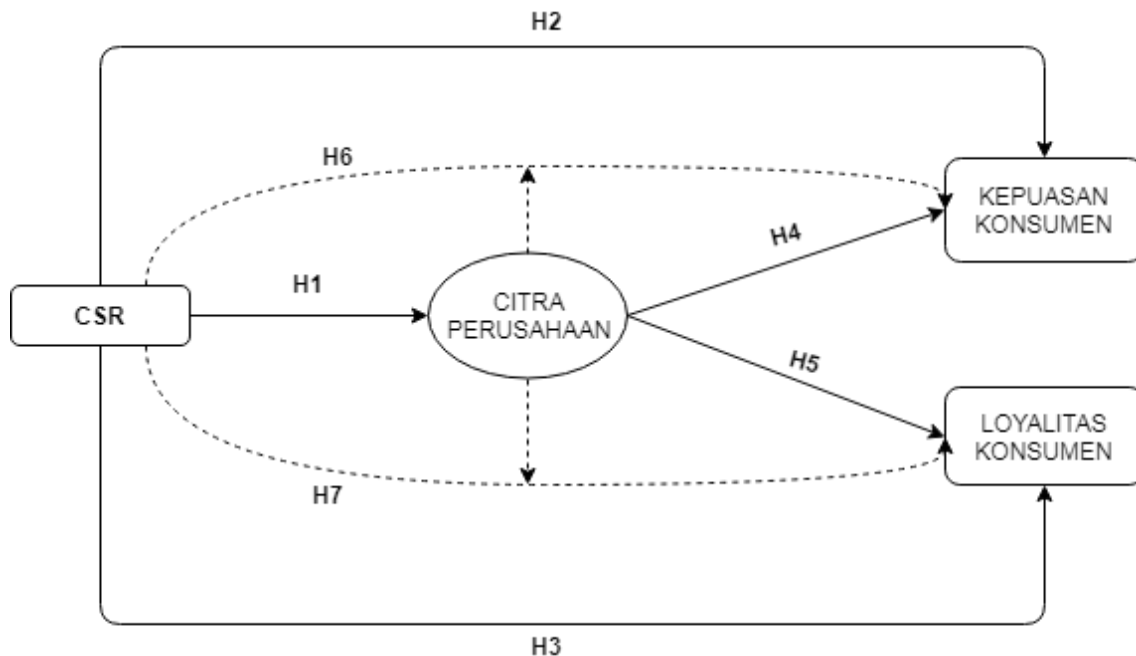 H2
H6
KEPUASAN
KONSUMEN
H4
H1
CSR
CITRA
PERUSAHAAN
H5
LOYALITAS
KONSUMEN
H7
H3